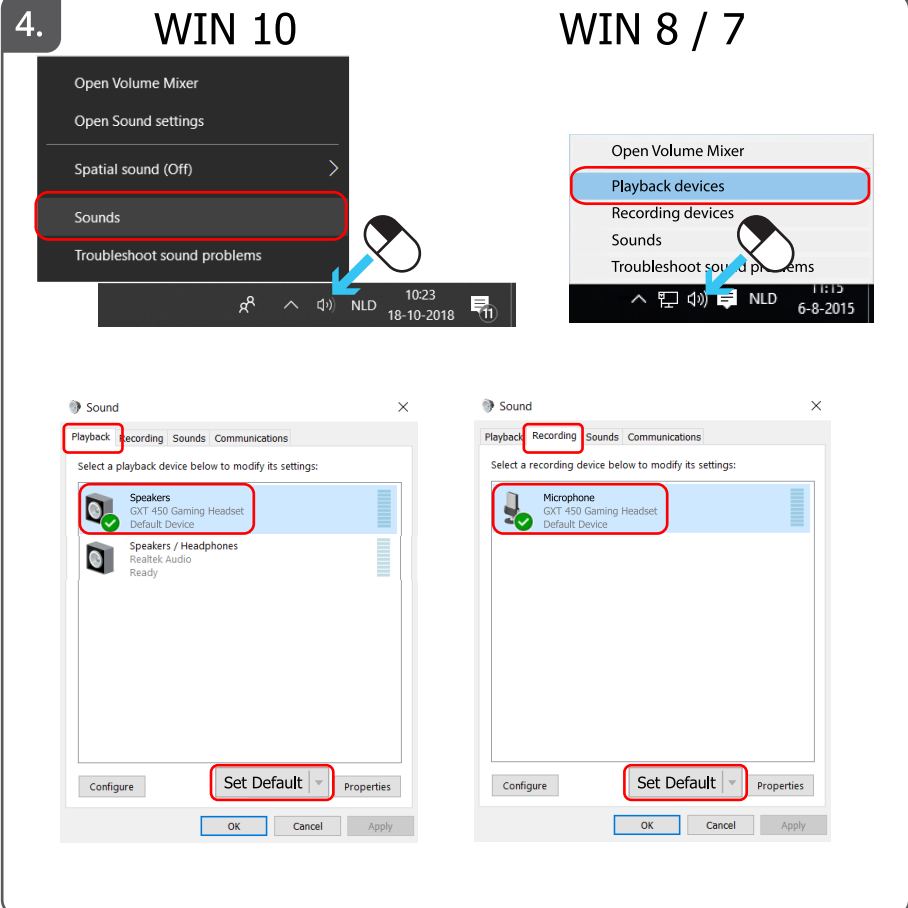 4.
WIN 10
WIN 8 / 7
Open Volume Mixer
Open Sound settings
Spatial sound (Off)
Sounds
Troubleshoot sound problems
NLD
10:23
18-10-2018
11
Open Volume Mixer
Playback devices
Recording devices
Sounds
Troubleshoot sound problems
NLD
11:15
6-8-2015
Sound
Playback Recording Sounds Communications
Select a playback device below to modify its settings:
Speakers
GXT 450 Gaming Headset
Default Device
Speakers / Headphones
Realtek Audio
Ready
Configure Set Default Properties
OK Cancel Apply
Sound
Playback Recording Sounds Communications
Select a recording device below to modify its settings:
Microphone
GXT 450 Gaming Headset
Default Device
Configure Set Default Properties
OK Cancel Apply